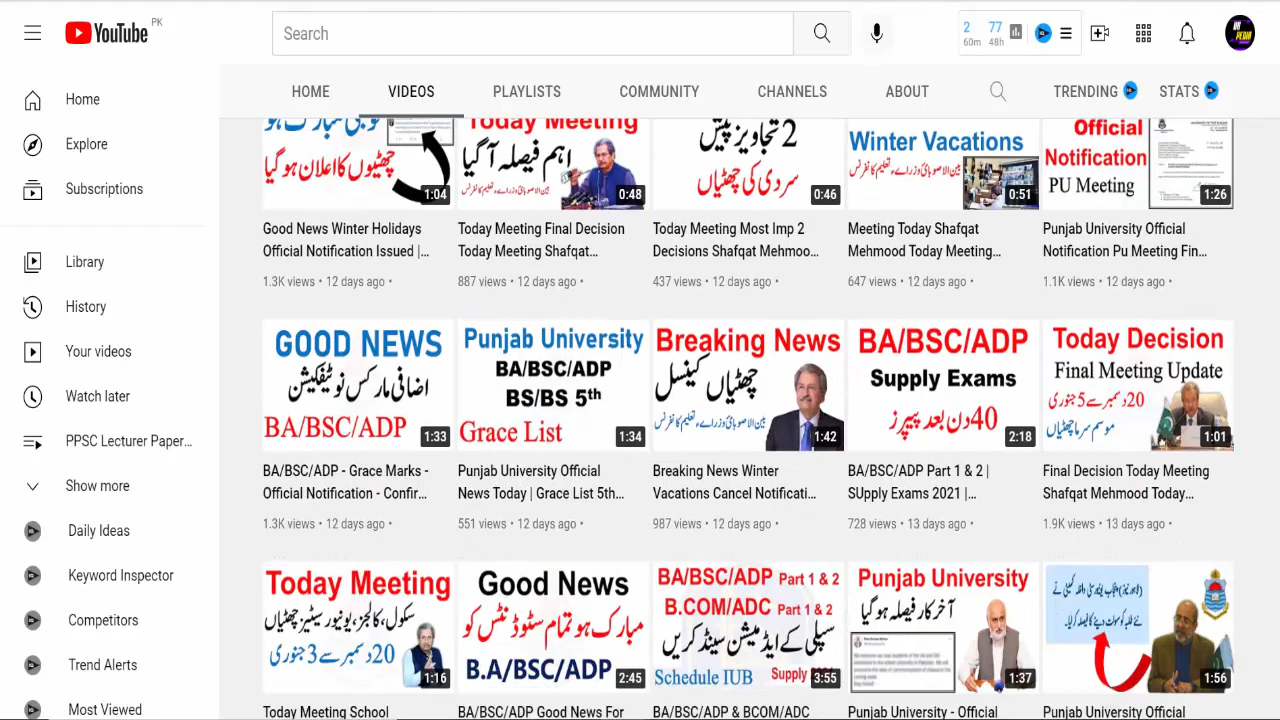 YouTube PK
Search
2 77
60m 48h
HOME VIDEOS PLAYLISTS COMMUNITY CHANNELS ABOUT TRENDING STATS
Home
Explore
Subscriptions
Library
History
Your videos
Watch later
PPSC Lecturer Paper...
Show more
Daily Ideas
Keyword Inspector
Competitors
Trend Alerts
Most Viewed
چھٹیوں کا اعلان ہو گیا
1:04
Good News Winter Holidays
Official Notification Issued |...
1.3K views • 12 days ago •
Today Meeting
اہم فیصلہ آگیا
بین الاصوبائی وزرائے تعلیم کانفرنس
0:48
Today Meeting Final Decision
Today Meeting Shafqat...
887 views • 12 days ago •
2 تجاویز پیش
سردی کی چھٹیاں
0:46
Today Meeting Most Imp 2
Decisions Shafqat Mehmoo...
437 views • 12 days ago •
Winter Vacations
بین الاصوبائی وزرائے تعلیم کانفرنس
0:51
Meeting Today Shafqat
Mehmood Today Meeting...
647 views • 12 days ago •
Official
Notification
PU Meeting
1:26
Punjab University Official
Notification Pu Meeting Fin...
1.1K views • 12 days ago •
GOOD NEWS
اضافی مارکس نوٹیفکیشن
BA/BSC/ADP
1:33
BA/BSC/ADP - Grace Marks -
Official Notification - Confir...
1.3K views • 12 days ago •
Punjab University
BA/BSC/ADP
BS/BS 5th
Grace List
1:34
Punjab University Official
News Today | Grace List 5th...
551 views • 12 days ago •
Breaking News
چھٹیاں کینسل
بین الاصوبائی وزرائے تعلیم کانفرنس
1:42
Breaking News Winter
Vacations Cancel Notificati...
987 views • 12 days ago •
BA/BSC/ADP
Supply Exams
40 دن بعد پیپرز
2:18
BA/BSC/ADP Part 1 & 2 |
SUpply Exams 2021 |...
728 views • 13 days ago •
Today Decision
Final Meeting Update
20 دسمبر سے 5 جنوری
موسم سرما چھٹیاں
1:01
Final Decision Today Meeting
Shafqat Mehmood Today...
1.9K views • 13 days ago •
Today Meeting
سکول، کالجز، یونیورسٹیز چھٹیاں
20 دسمبر سے 3 جنوری
1:16
Today Meeting School
Good News
مبارک ہو تمام سٹوڈنٹس کو
BA/BSC/ADP
2:45
BA/BSC/ADP Good News For
BA/BSC/ADP Part 1 & 2
B.COM/ADC Part 1 & 2
سپلی کے ایڈمیشن سینڈ کریں
Schedule IUB Supply
3:55
BA/BSC/ADP & BCOM/ADC
Punjab University
آخر کار فیصلہ ہو گیا
1:37
Punjab University - Official
1:56
Punjab University Official